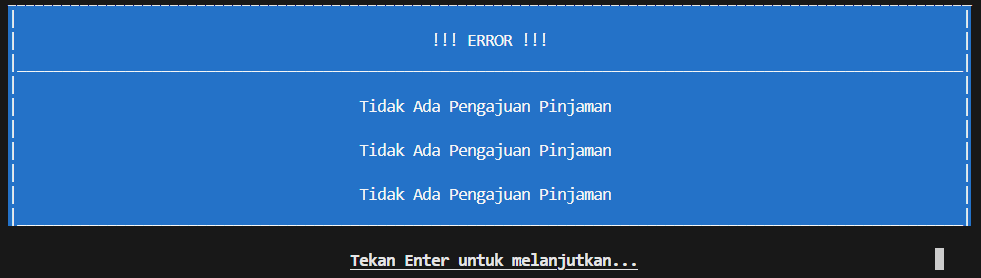 !!! ERROR !!!
Tidak Ada Pengajuan Pinjaman
Tidak Ada Pengajuan Pinjaman
Tidak Ada Pengajuan Pinjaman
Tekan Enter untuk melanjutkan...